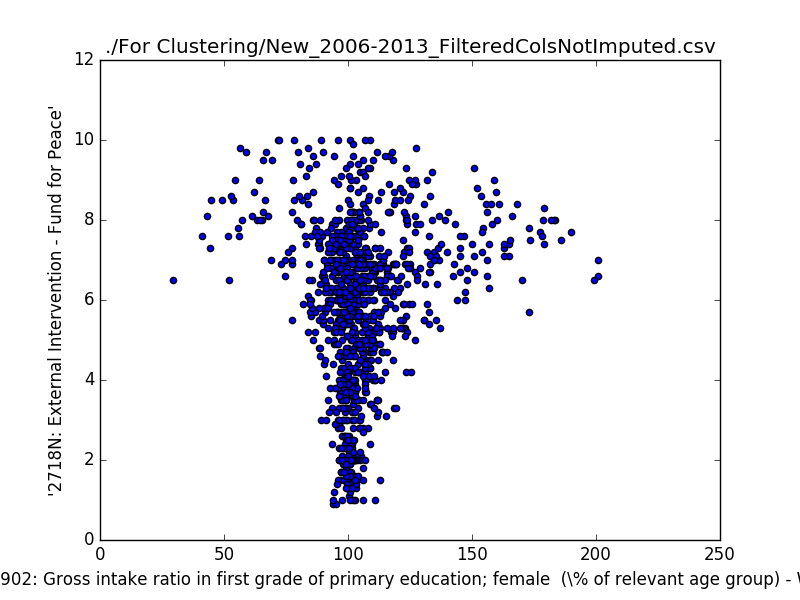 ./For Clustering/New_2006-2013_FilteredColsNotImputed.csv
12
10
8
6
4
2
0
'2718N: External Intervention - Fund for Peace'
0 50 100 150 200 250
902: Gross intake ratio in first grade of primary education; female (\% of relevant age group) -